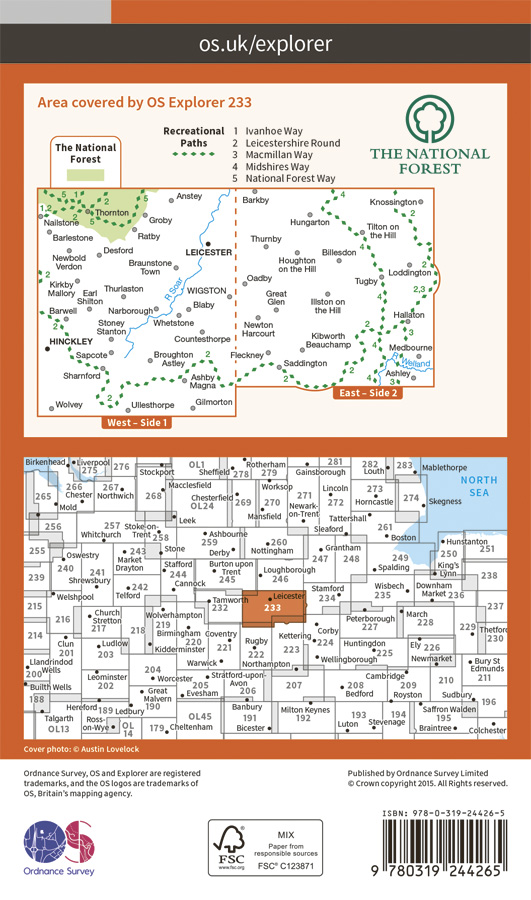 os.uk/explorer
Area covered by OS Explorer 233
THE NATIONAL
FOREST
The National
Forest
Recreational
Paths
1 Ivanhoe Way
2 Leicestershire Round
3 Macmillan Way
4 Midshires Way
5 National Forest Way
Anstey
Barkby
Knossington
Thornton
Groby
Nailstone
Ratby
Hungarton
Tilton on
the Hill
Barlestone
Desford
LEICESTER
Thurnby
Billesdon
Newbold
Verdon
Braunstone
Town
Houghton
on the Hill
Loddington
Kirkby
Mallory
Earl
Shilton
Thurlaston
R Soar
WIGSTON
Oadby
Tugby
Great
Glen
Illston on
the Hill
Barwell
Narborough
Blaby
Hallaton
Stoney
Stanton
Whetstone
Newton
Harcourt
Kibworth
Beauchamp
HINCKLEY
Countesthorpe
Medbourne
Sapcote
Broughton
Astley
Fleckney
Saddington
R Welland
Sharnford
Ashby
Magna
Ashley
Wolvey
Ullesthorpe
Gilmorton
West – Side 1
East – Side 2
Birkenhead
Liverpool
275
276
Stockport
OL1
Sheffield
Rotherham
278
279
281
Gainsborough
282
Louth
283
Mablethorpe
NORTH
SEA
265
266
Chester
Mold
267
Northwich
268
Macclesfield
Chesterfield
OL24
269
Worksop
270
Mansfield
271
Newark-
on-Trent
Lincoln
272
273
Horncastle
274
Skegness
256
257
Whitchurch
Stoke-on-
Trent
258
Leek
Ashbourne
259
Derby
260
Nottingham
Sleaford
Tattershall
261
Boston
Hunstanton
250
251
255
Oswestry
240
241
Shrewsbury
243
Market
Drayton
Stone
Stafford
244
Burton upon
Trent
245
Loughborough
246
247
Grantham
248
249
Spalding
King's
Lynn
239
Welshpool
242
Telford
Cannock
Tamworth
232
Leicester
233
Stamford
234
235
Wisbech
Downham
Market
236
238
215
216
Church
Stretton
217
218
219
Wolverhampton
220
Birmingham
Kidderminster
Coventry
221
Rugby
222
Kettering
223
Corby
224
Peterborough
227
March
228
229
Thetford
230
214
Clun
201
Ludlow
203
Warwick
Northampton
Wellingborough
Huntingdon
225
Ely
226
Newmarket
Llandrindod
Wells
200
Builth Wells
Leominster
202
204
Worcester
205
Evesham
Stratford-upon-
Avon
206
207
208
Bedford
Cambridge
209
Royston
210
Bury St
Edmunds
211
188
Talgarth
OL13
Hereford
189
Ledbury
190
Great
Malvern
Ross-
on-Wye
OL
14
179
Cheltenham
OL45
Banbury
191
Bicester
Milton Keynes
192
193
Luton
194
Stevenage
Saffron Walden
195
Braintree
Sudbury
196
Colchester
Cover photo: © Austin Lovelock
Ordnance Survey, OS and Explorer are registered
trademarks, and the OS logos are trademarks of
OS, Britain's mapping agency.
Published by Ordnance Survey Limited
© Crown copyright 2015. All Rights reserved.
OS
Ordnance Survey
FSC
www.fsc.org
MIX
Paper from
responsible sources
FSC® C123871
ISBN: 978-0-319-24426-5
9 780319 244265